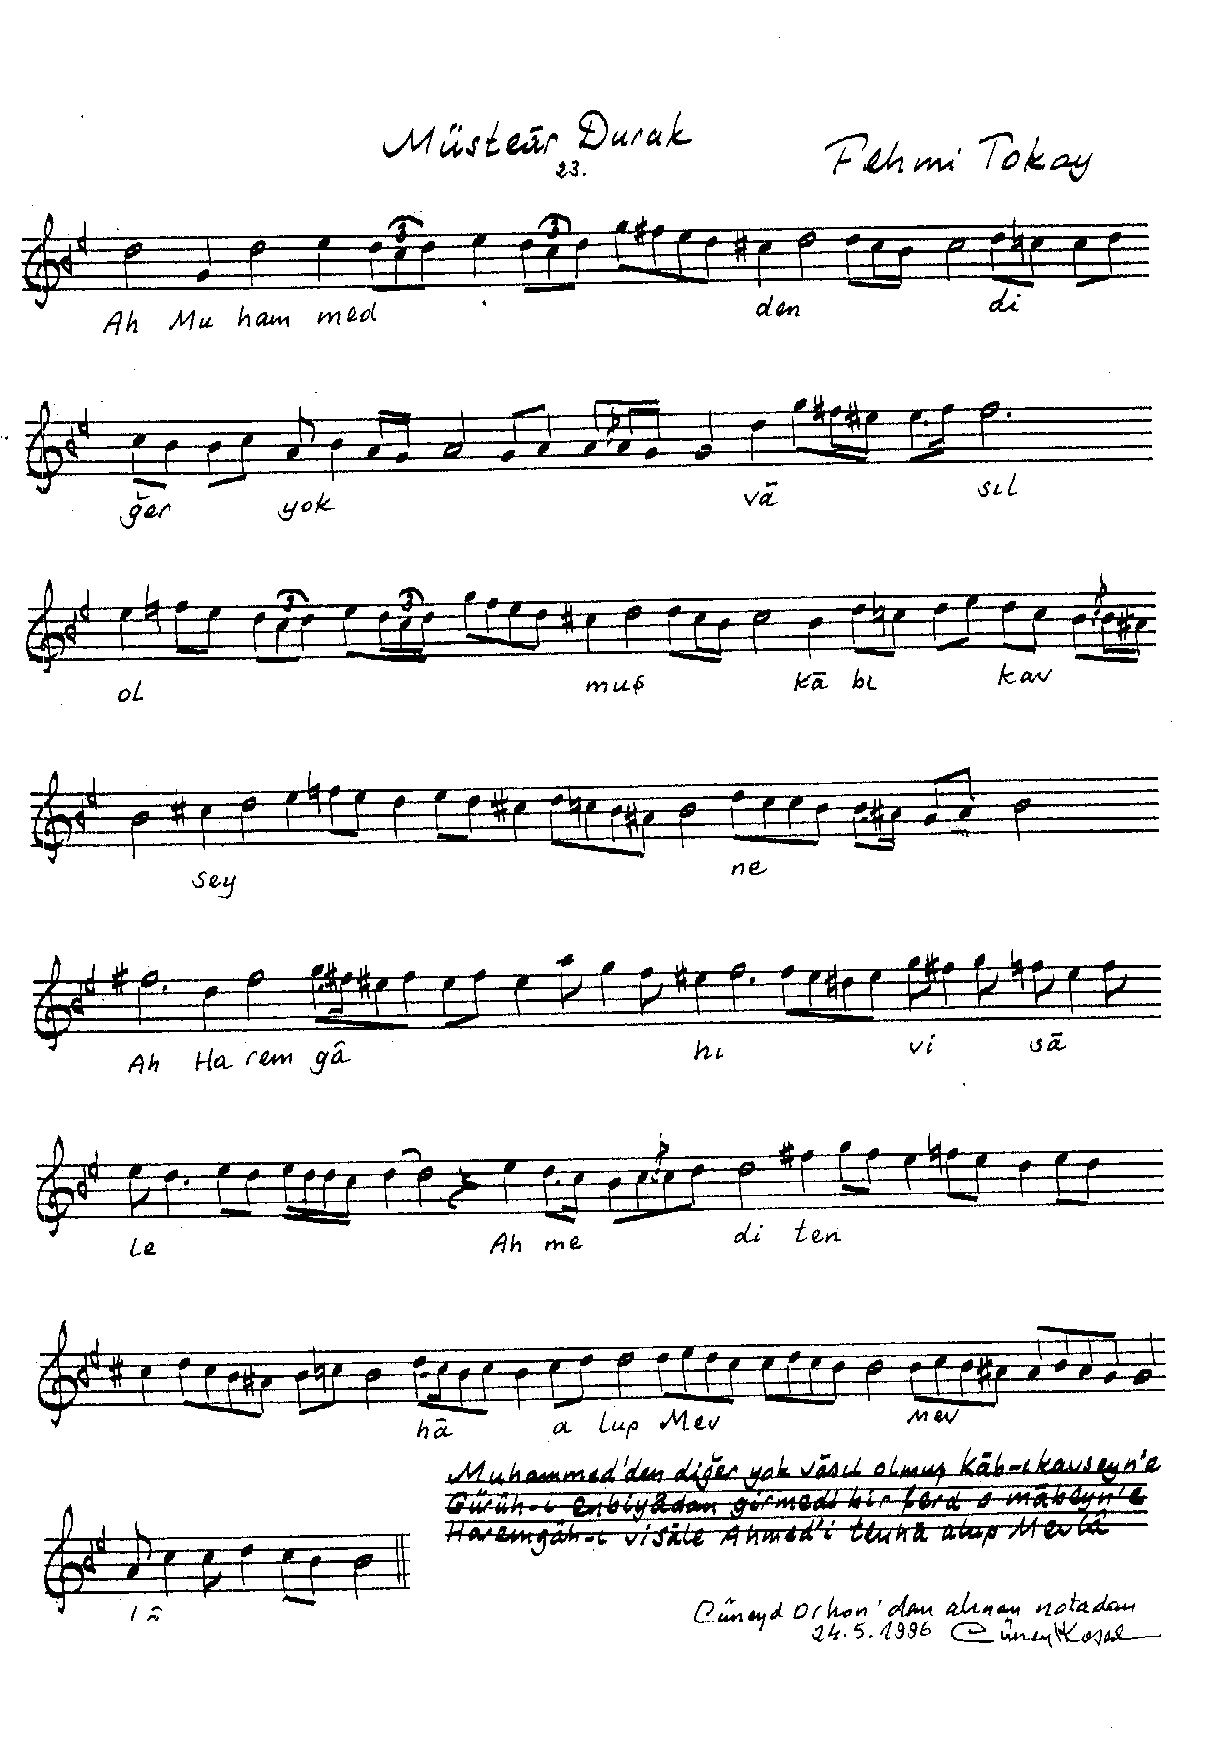 Müsteâr Durak
23.
Fehmi Tokay
3 3
Ah Mu ham med den di
ğer yok vâ sıl
3 3
ol muş kâ bı kav
sey ne
Ah Ha rem gâ hı vi sâ
le Ah me di ten
hâ a lup Mev Mev
Muhammed'den diğer yok vâsıl olmuş Kâb-ı kavseyn'e
Gürûh-ı enbiyâdan girmedi bir ferd o mâbeyn'e
Haremgâh-ı visâle Ahmed'i tenhâ alup Mevlâ
lâ
Cüneyd Orhon'dan alınan notadan
24.5.1996 Cüneyt Kosal